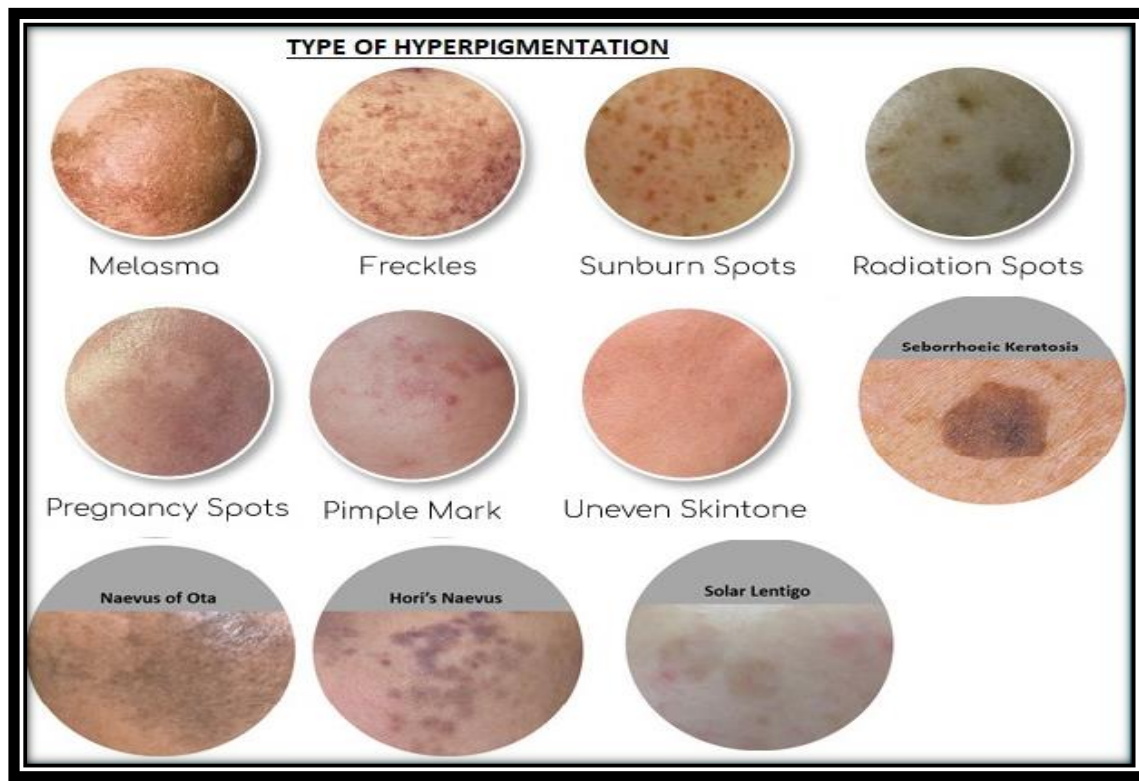 TYPE OF HYPERPIGMENTATION
Melasma
Freckles
Sunburn Spots
Radiation Spots
Seborrhoeic Keratosis
Pregnancy Spots
Pimple Mark
Uneven Skintone
Naevus of Ota
Hori's Naevus
Solar Lentigo